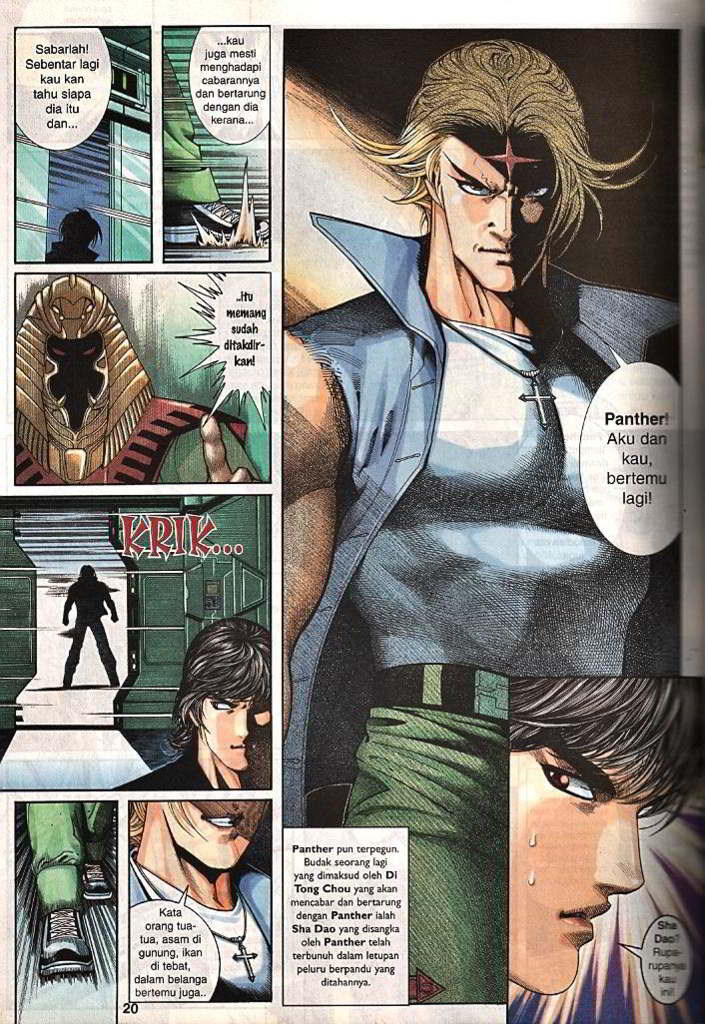 Sabarlah!
Sebentar lagi
kau kan
tahu siapa
dia itu
dan...
...kau
juga mesti
menghadapi
cabarannya
dan bertarung
dengan dia
kerana...
..itu
memang
sudah
ditakdir-
kan!
KRIK...
Kata
orang tua-
tua, asam di
gunung, ikan
di tebat,
dalam belanga
bertemu juga..
Panther!
Aku dan
kau,
bertemu
lagi!
Panther pun terpegun.
Budak seorang lagi
yang dimaksud oleh Di
Tong Chou yang akan
mencabar dan bertarung
dengan Panther ialah
Sha Dao yang disangka
oleh Panther telah
terbunuh dalam letupan
peluru berpandu yang
ditahannya.
Sha
Dao?
Rupa-
rupanya
kau
ini!
20